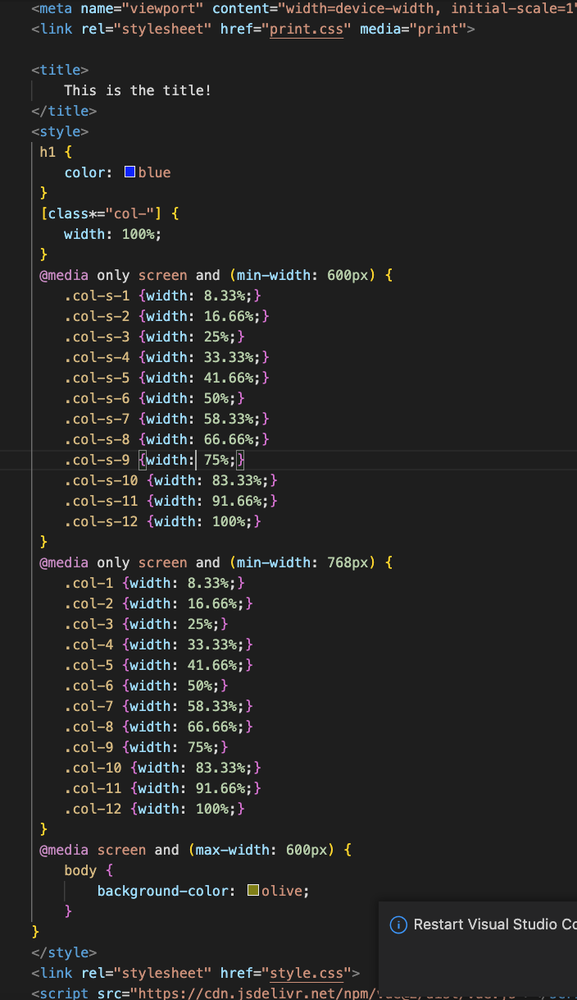 <meta name="viewport" content="width=device-width, initial-scale=1"
<link rel="stylesheet" href="print.css" media="print">
<title>
This is the title!
</title>
<style>
h1 {
color: blue
}
[class*="col-"] {
width: 100%;
}
@media only screen and (min-width: 600px) {
.col-s-1 {width: 8.33%;}
.col-s-2 {width: 16.66%;}
.col-s-3 {width: 25%;}
.col-s-4 {width: 33.33%;}
.col-s-5 {width: 41.66%;}
.col-s-6 {width: 50%;}
.col-s-7 {width: 58.33%;}
.col-s-8 {width: 66.66%;}
.col-s-9 {width: 75%;}
.col-s-10 {width: 83.33%;}
.col-s-11 {width: 91.66%;}
.col-s-12 {width: 100%;}
}
@media only screen and (min-width: 768px) {
.col-1 {width: 8.33%;}
.col-2 {width: 16.66%;}
.col-3 {width: 25%;}
.col-4 {width: 33.33%;}
.col-5 {width: 41.66%;}
.col-6 {width: 50%;}
.col-7 {width: 58.33%;}
.col-8 {width: 66.66%;}
.col-9 {width: 75%;}
.col-10 {width: 83.33%;}
.col-11 {width: 91.66%;}
.col-12 {width: 100%;}
}
@media screen and (max-width: 600px) {
body {
background-color: olive;
}
}
Restart Visual Studio Co
</style>
<link rel="stylesheet" href="style.css">
<script src="https://cdn.jsdelivr.net/npm/